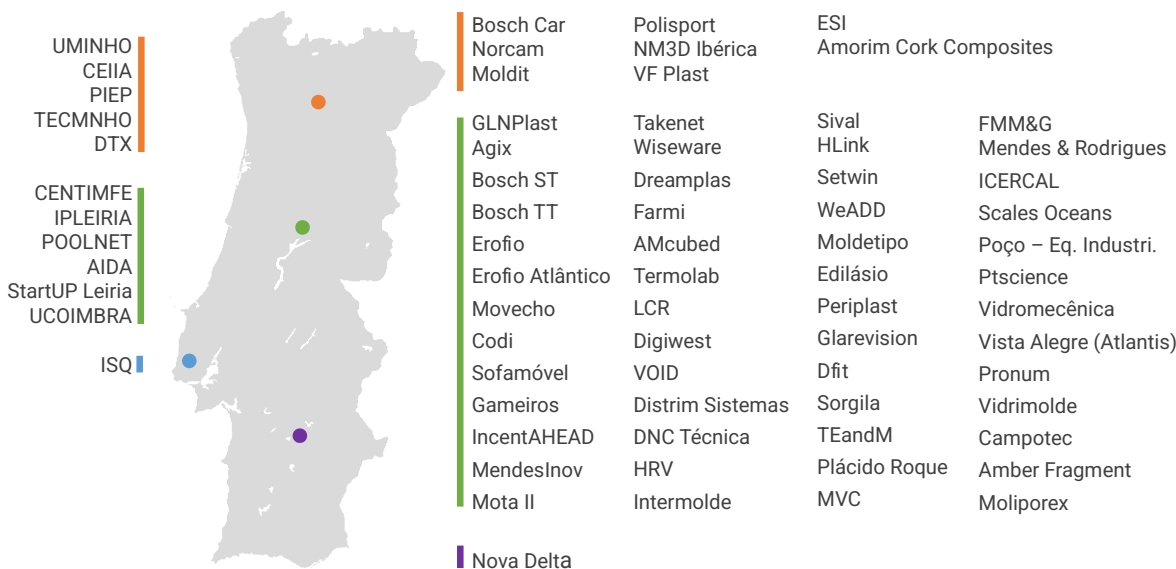 UMINHO
CEIIA
PIEP
TECMNHO
DTX
CENTIMFE
IPLEIRIA
POOLNET
AIDA
StartUP Leiria
UCOIMBRA
ISQ
Bosch Car Polisport ESI
Norcam NM3D Ibérica Amorim Cork Composites
Moldit VF Plast
GLNPlast Takenet Sival FMM&G
Agix Wiseware HLink Mendes & Rodrigues
Bosch ST Dreamplas Setwin ICERCAL
Bosch TT Farmi WeADD Scales Oceans
Erofio AMcubed Moldetipo Poço – Eq. Industri.
Erofio Atlântico Termolab Edilásio Ptscience
Movecho LCR Periplast Vidromecênica
Codi Digiwest Glarevision Vista Alegre (Atlantis)
Sofamóvel VOID Dfit Pronum
Gameiros Distrim Sistemas Sorgila Vidrimolde
IncentAHEAD DNC Técnica TEandM Campotec
MendesInov HRV Plácido Roque Amber Fragment
Mota II Intermolde MVC Moliporex
Nova Delta